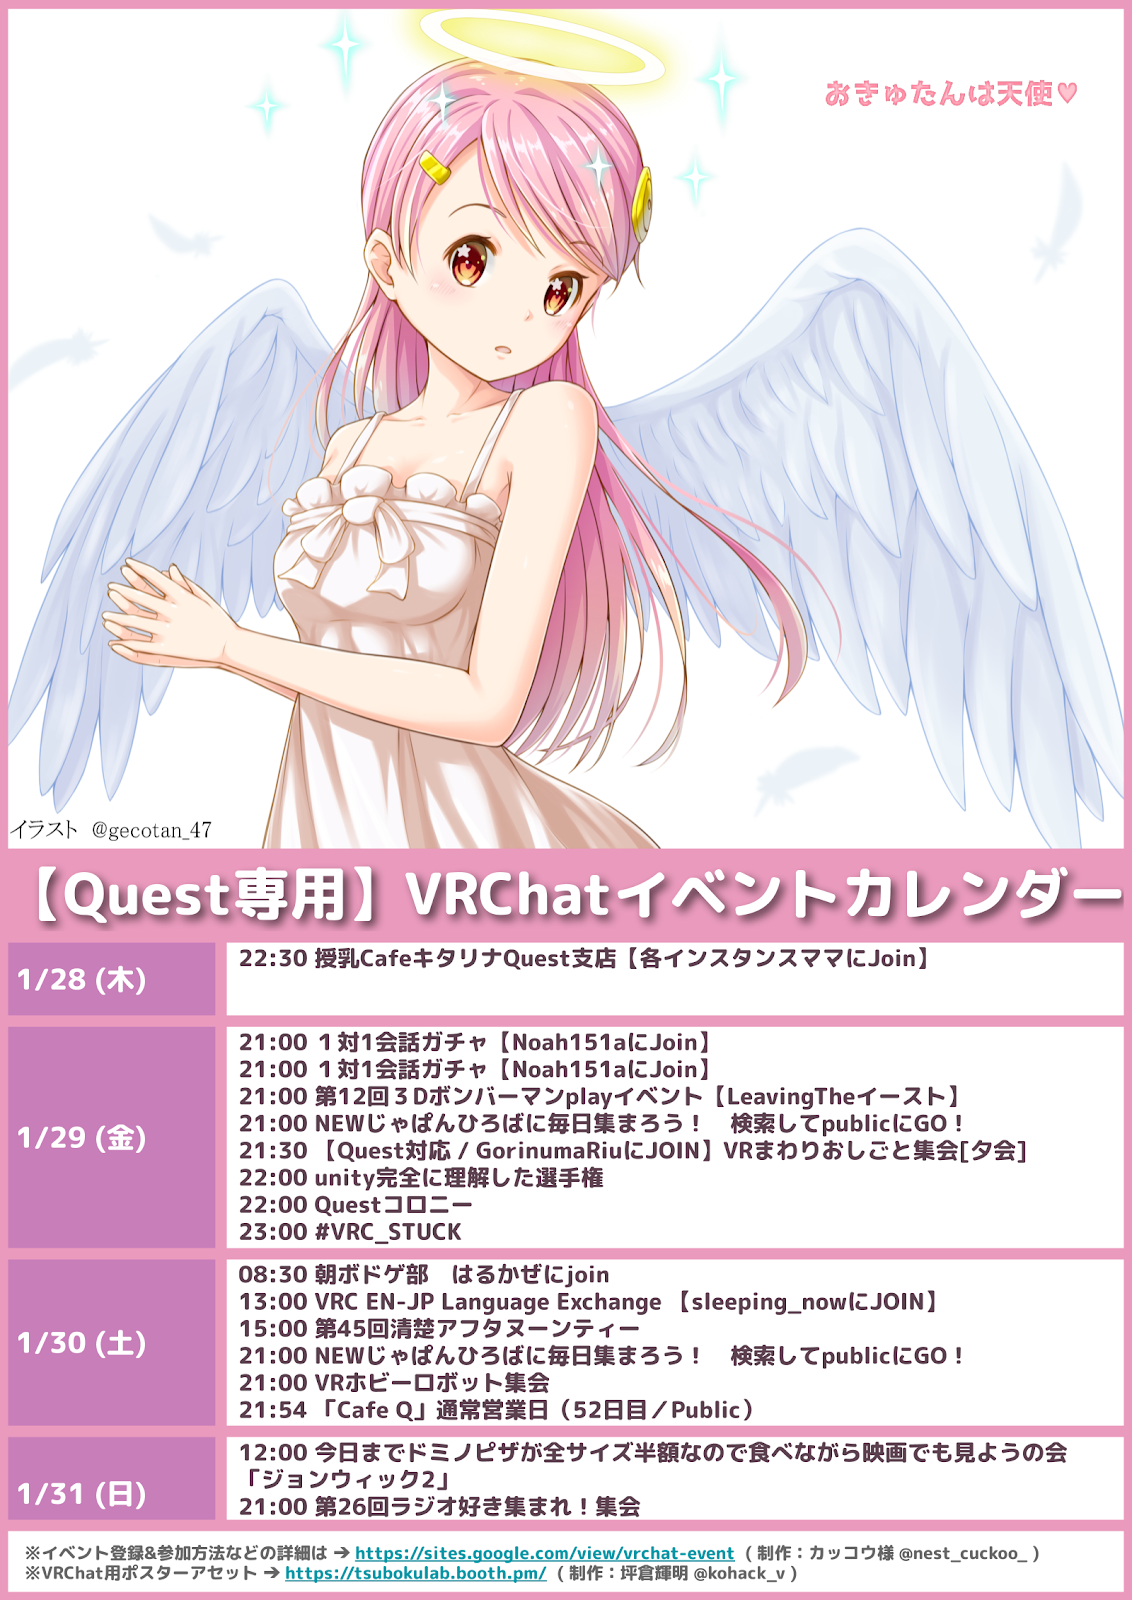 おきゅたんは天使♥
イラスト @gecotan_47
【Quest専用】VRChatイベントカレンダー
1/28 (木)
22:30 授乳CafeキタリナQuest支店【各インスタンスママにJoin】
1/29 (金)
21:00 １対1会話ガチャ【Noah151aにJoin】
21:00 １対1会話ガチャ【Noah151aにJoin】
21:00 第12回３Dボンバーマンplayイベント【LeavingTheイースト】
21:00 NEWじゃぱんひろばに毎日集まろう！　検索してpublicにGO！
21:30 【Quest対応 / GorinumaRiuにJOIN】VRまわりおしごと集会[夕会]
22:00 unity完全に理解した選手権
22:00 Questコロニー
23:00 #VRC_STUCK
1/30 (土)
08:30 朝ボドゲ部　はるかぜにjoin
13:00 VRC EN-JP Language Exchange 【sleeping_nowにJOIN】
15:00 第45回清楚アフタヌーンティー
21:00 NEWじゃぱんひろばに毎日集まろう！　検索してpublicにGO！
21:00 VRホビーロボット集会
21:54 「Cafe Q」通常営業日（52日目／Public）
1/31 (日)
12:00 今日までドミノピザが全サイズ半額なので食べながら映画でも見ようの会
「ジョンウィック2」
21:00 第26回ラジオ好き集まれ！集会
※イベント登録&参加方法などの詳細は → https://sites.google.com/view/vrchat-event ( 制作：カッコウ様 @nest_cuckoo_ )
※VRChat用ポスターアセット → https://tsubokulab.booth.pm/ ( 制作：坪倉輝明 @kohack_v )